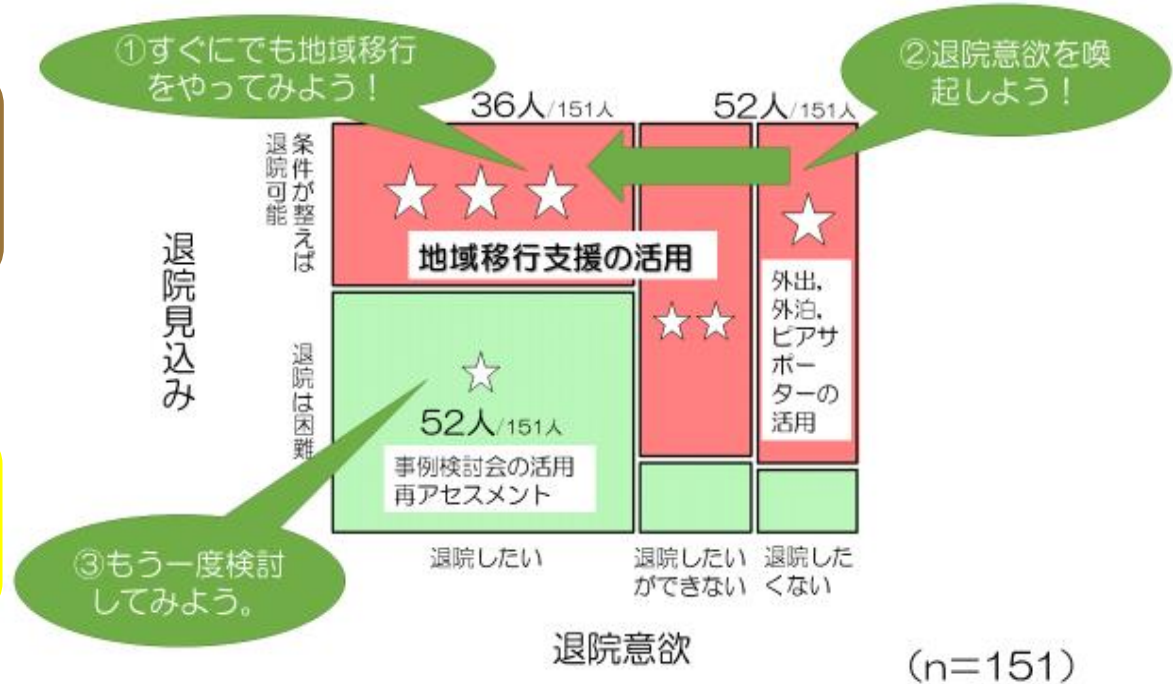 ①すぐにでも地域移行
をやってみよう！
②退院意欲を喚
起しよう！
36人/151人
52人/151人
条件が整えば
退院可能
地域移行支援の活用
外出，
外泊，
ピアサ
ポー
ターの
活用
退院見込み
退院は困難
52人/151人
事例検討会の活用
再アセスメント
③もう一度検討
してみよう。
退院したい
退院したい
ができない
退院した
くない
退院意欲
（n＝151）